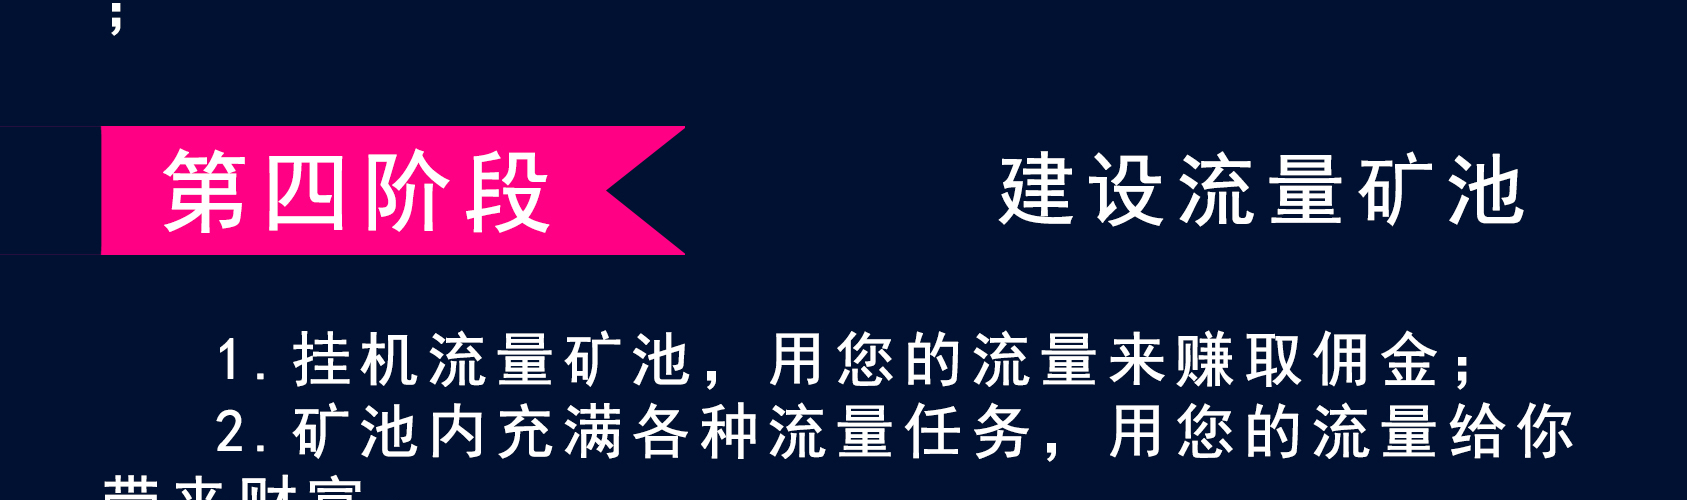 ；
第四阶段 建设流量矿池
1.挂机流量矿池，用您的流量来赚取佣金；
2.矿池内充满各种流量任务，用您的流量给你
带来财富